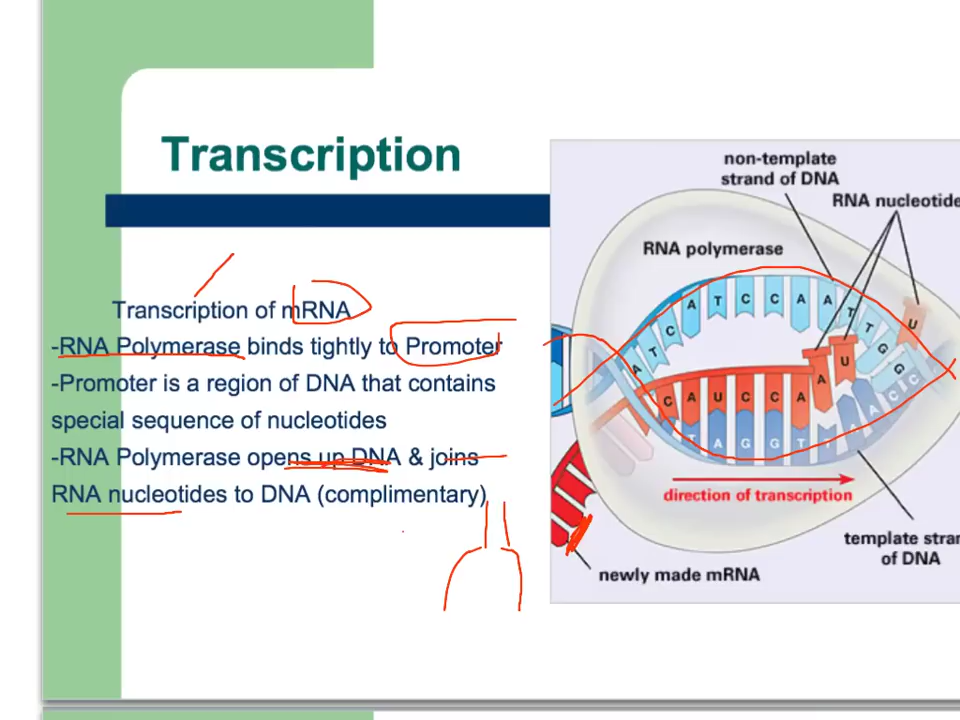 Transcription
Transcription of mRNA
-RNA Polymerase binds tightly to Promoter
-Promoter is a region of DNA that contains
special sequence of nucleotides
-RNA Polymerase opens up DNA & joins
RNA nucleotides to DNA (complimentary)
non-template
strand of DNA
RNA nucleotide
RNA polymerase
A T C A T C C A A T T G G
U
U
A
C A U C C A
T A G G T A A C C
direction of transcription
template stran
of DNA
newly made mRNA